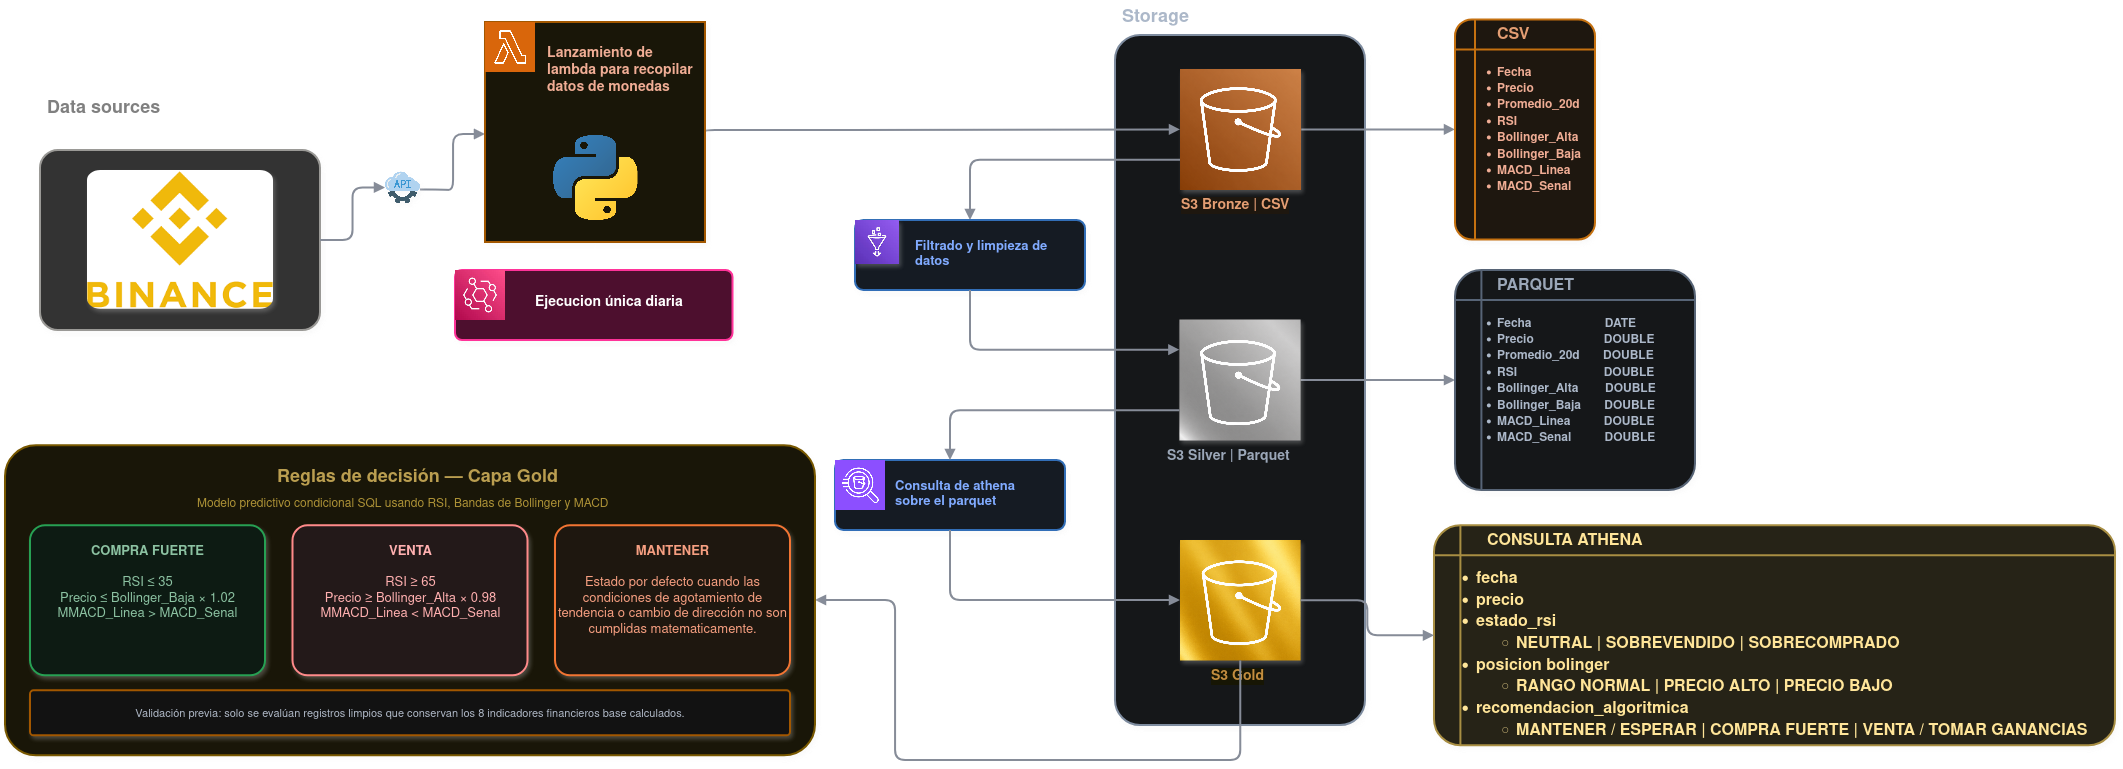 Storage
Data sources
BINANCE
API
Lanzamiento de
lambda para recopilar
datos de monedas
Ejecucion única diaria
S3 Bronze | CSV
Filtrado y limpieza de
datos
S3 Silver | Parquet
Consulta de athena
sobre el parquet
S3 Gold
CSV
• Fecha
• Precio
• Promedio_20d
• RSI
• Bollinger_Alta
• Bollinger_Baja
• MACD_Linea
• MACD_Senal
PARQUET
• Fecha DATE
• Precio DOUBLE
• Promedio_20d DOUBLE
• RSI DOUBLE
• Bollinger_Alta DOUBLE
• Bollinger_Baja DOUBLE
• MACD_Linea DOUBLE
• MACD_Senal DOUBLE
Reglas de decisión — Capa Gold
Modelo predictivo condicional SQL usando RSI, Bandas de Bollinger y MACD
COMPRA FUERTE
RSI ≤ 35
Precio ≤ Bollinger_Baja × 1.02
MMACD_Linea > MACD_Senal
VENTA
RSI ≥ 65
Precio ≥ Bollinger_Alta × 0.98
MMACD_Linea < MACD_Senal
MANTENER
Estado por defecto cuando las
condiciones de agotamiento de
tendencia o cambio de dirección no son
cumplidas matematicamente.
Validación previa: solo se evalúan registros limpios que conservan los 8 indicadores financieros base calculados.
CONSULTA ATHENA
• fecha
• precio
• estado_rsi
○ NEUTRAL | SOBREVENDIDO | SOBRECOMPRADO
• posicion bolinger
○ RANGO NORMAL | PRECIO ALTO | PRECIO BAJO
• recomendacion_algoritmica
○ MANTENER / ESPERAR | COMPRA FUERTE | VENTA / TOMAR GANANCIAS